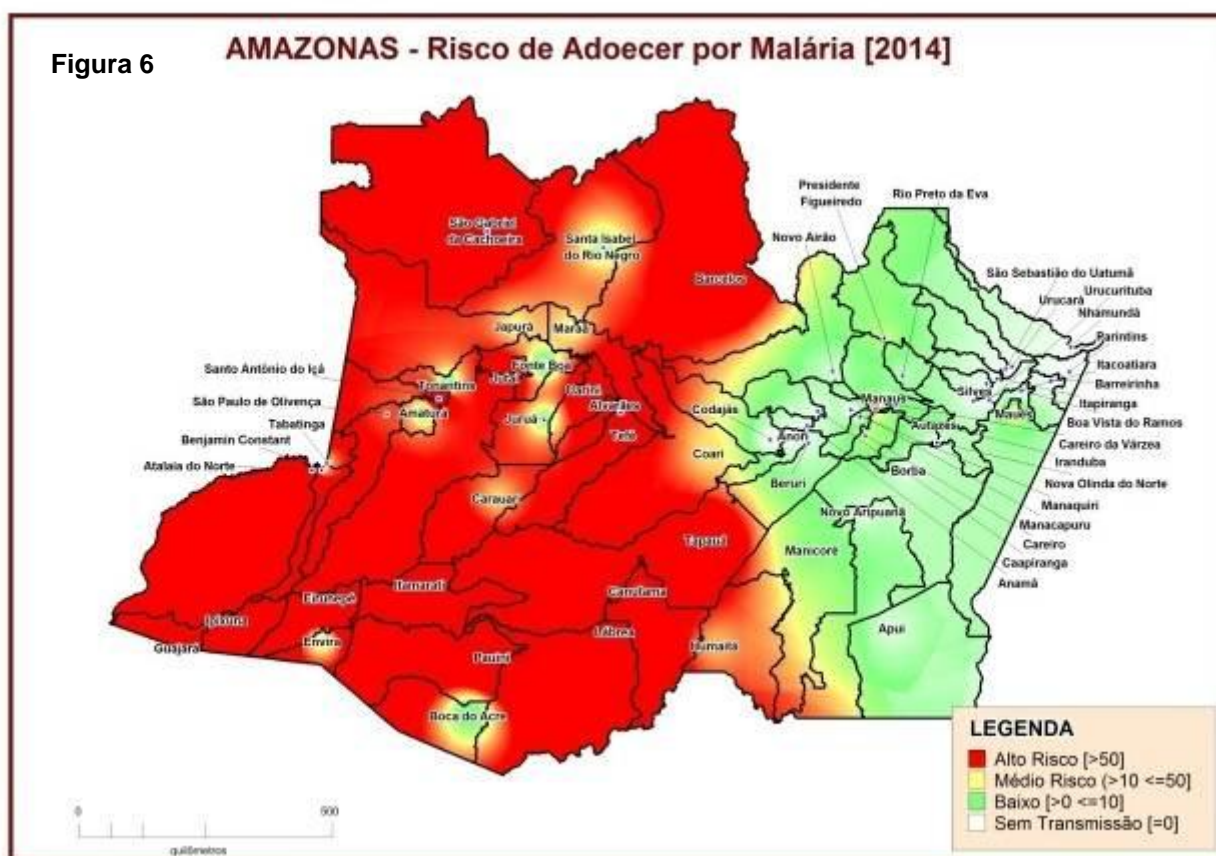 AMAZONAS - Risco de Adoecer por Malária [2014]
Figura 6
Presidente
Figueiredo
Rio Preto da Eva
Novo Airão
São Gabriel
da Cachoeira
Santa Isabel
do Rio Negro
Barcelos
São Sebastião do Uatumã
Urucurituba
Urucará
Nhamundá
Parintins
Japurá
Maraã
Santo Antônio do Içá
Tonantins
Jutaí
Fonte Boa
Uarini
Alvarães
Itacoatiara
Barreirinha
Silves
Itapiranga
São Paulo de Olivença
Amatura
Juruá
Tefé
Codajás
Manaus
Maués
Boa Vista do Ramos
Tabatinga
Anori
Autazes
Careiro da Várzea
Benjamin Constant
Coari
Iranduba
Atalaia do Norte
Beruri
Borba
Nova Olinda do Norte
Carauari
Manaquiri
Novo Aripuanã
Manacapuru
Tapauá
Manicoré
Careiro
Caapiranga
Anamã
Itamarati
Canutama
Eirunepé
Ipixuna
Lábrea
Apuí
Guajará
Envira
Pauini
Humaitá
Boca do Acre
LEGENDA
Alto Risco [>50]
Médio Risco (>10 <=50]
Baixo [>0 <=10]
Sem Transmissão [=0]
0
500
quilômetros